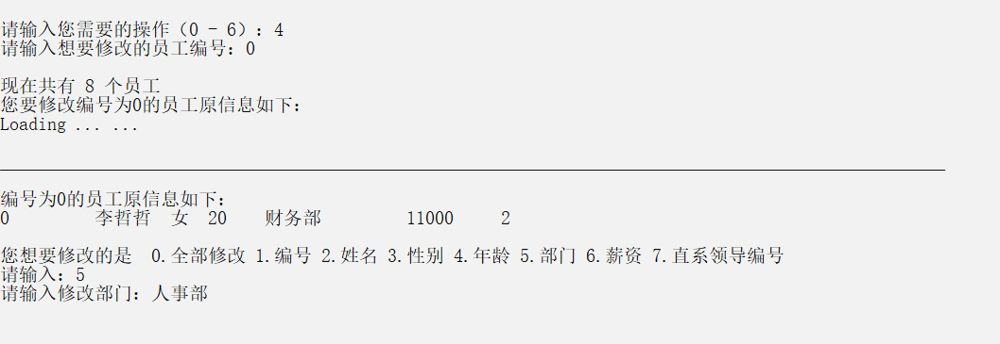 请输入您需要的操作（0 - 6）：4
请输入想要修改的员工编号：0
现在共有 8 个员工
您要修改编号为0的员工原信息如下：
Loading ... ...
编号为0的员工原信息如下：
0 李哲哲 女 20 财务部 11000 2
您想要修改的是 0.全部修改 1.编号 2.姓名 3.性别 4.年龄 5.部门 6.薪资 7.直系领导编号
请输入：5
请输入修改部门：人事部